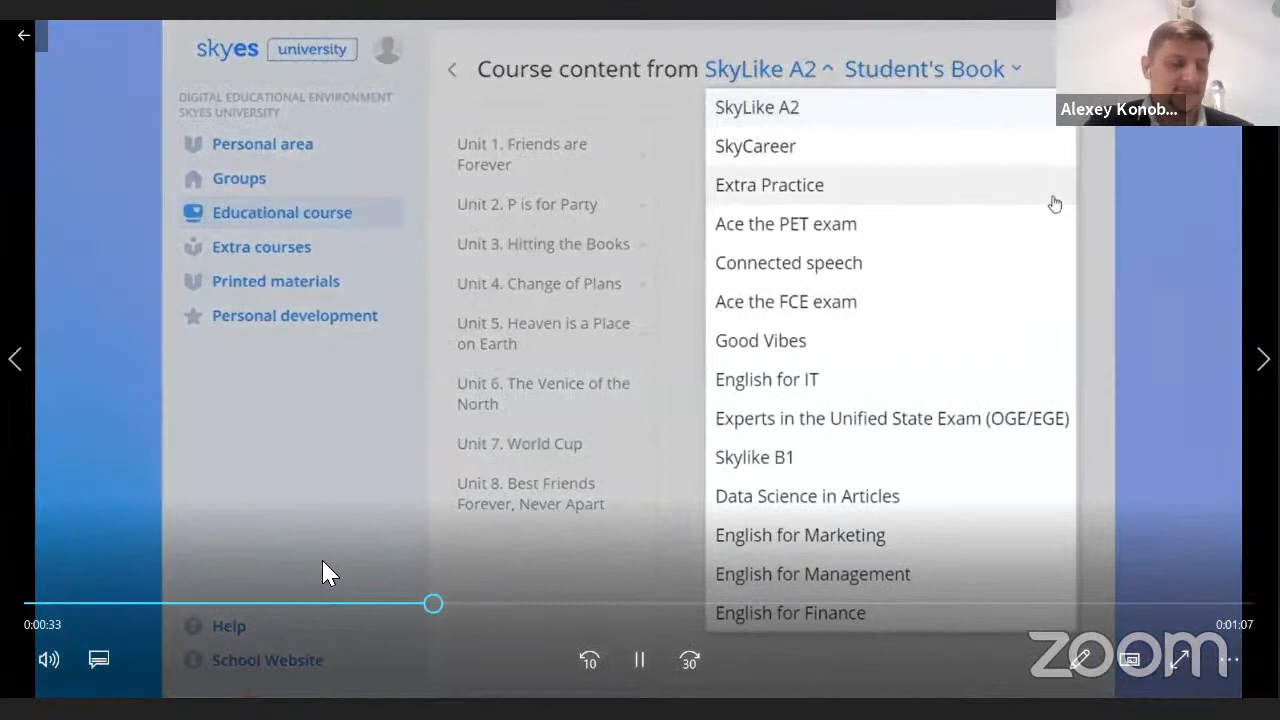 skyes university
Course content from SkyLike A2 Student's Book
Alexey Konob...
DIGITAL EDUCATIONAL ENVIRONMENT
SKYES UNIVERSITY
Personal area
Groups
Educational course
Extra courses
Printed materials
Personal development
Help
School Website
Unit 1. Friends are
Forever
Unit 2. P is for Party
Unit 3. Hitting the Books
Unit 4. Change of Plans
Unit 5. Heaven is a Place
on Earth
Unit 6. The Venice of the
North
Unit 7. World Cup
Unit 8. Best Friends
Forever, Never Apart
SkyLike A2
SkyCareer
Extra Practice
Ace the PET exam
Connected speech
Ace the FCE exam
Good Vibes
English for IT
Experts in the Unified State Exam (OGE/EGE)
Skylike B1
Data Science in Articles
English for Marketing
English for Management
English for Finance
0:00:33
0:01:07
10
30
zoom